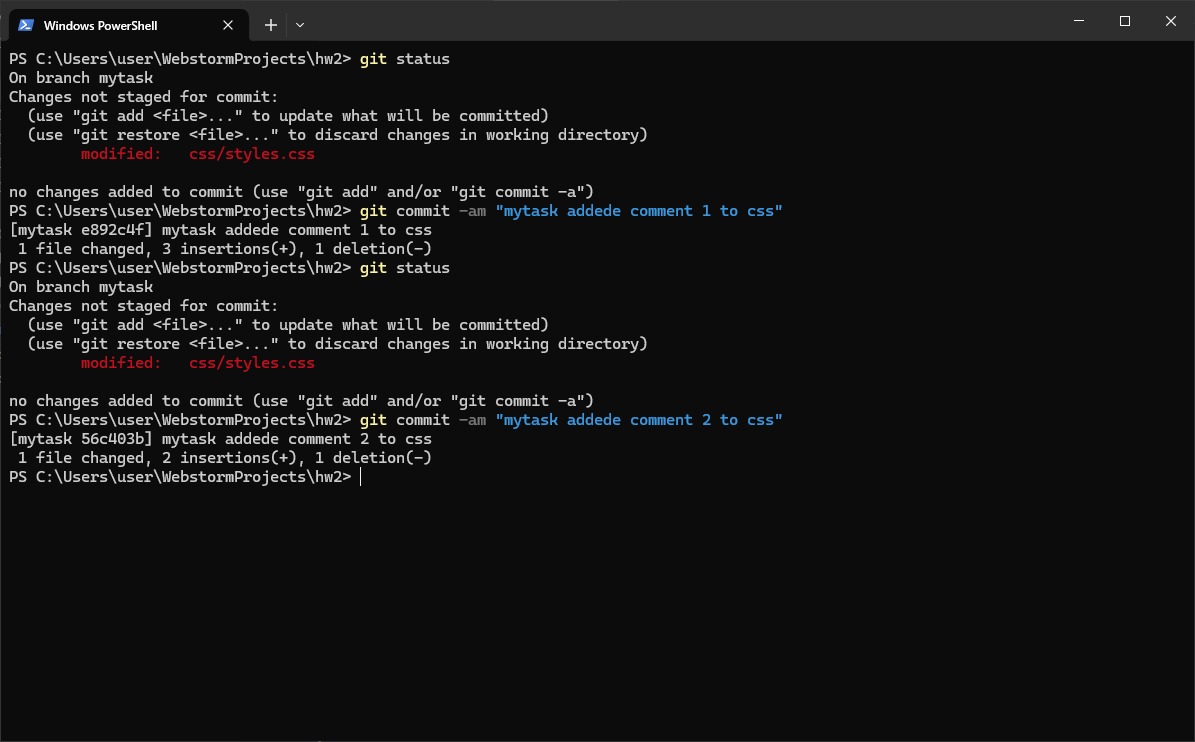 Windows PowerShell
PS C:\Users\user\WebstormProjects\hw2> git status
On branch mytask
Changes not staged for commit:
  (use "git add <file>..." to update what will be committed)
  (use "git restore <file>..." to discard changes in working directory)
        modified:   css/styles.css

no changes added to commit (use "git add" and/or "git commit -a")
PS C:\Users\user\WebstormProjects\hw2> git commit -am "mytask addede comment 1 to css"
[mytask e892c4f] mytask addede comment 1 to css
 1 file changed, 3 insertions(+), 1 deletion(-)
PS C:\Users\user\WebstormProjects\hw2> git status
On branch mytask
Changes not staged for commit:
  (use "git add <file>..." to update what will be committed)
  (use "git restore <file>..." to discard changes in working directory)
        modified:   css/styles.css

no changes added to commit (use "git add" and/or "git commit -a")
PS C:\Users\user\WebstormProjects\hw2> git commit -am "mytask addede comment 2 to css"
[mytask 56c403b] mytask addede comment 2 to css
 1 file changed, 2 insertions(+), 1 deletion(-)
PS C:\Users\user\WebstormProjects\hw2>